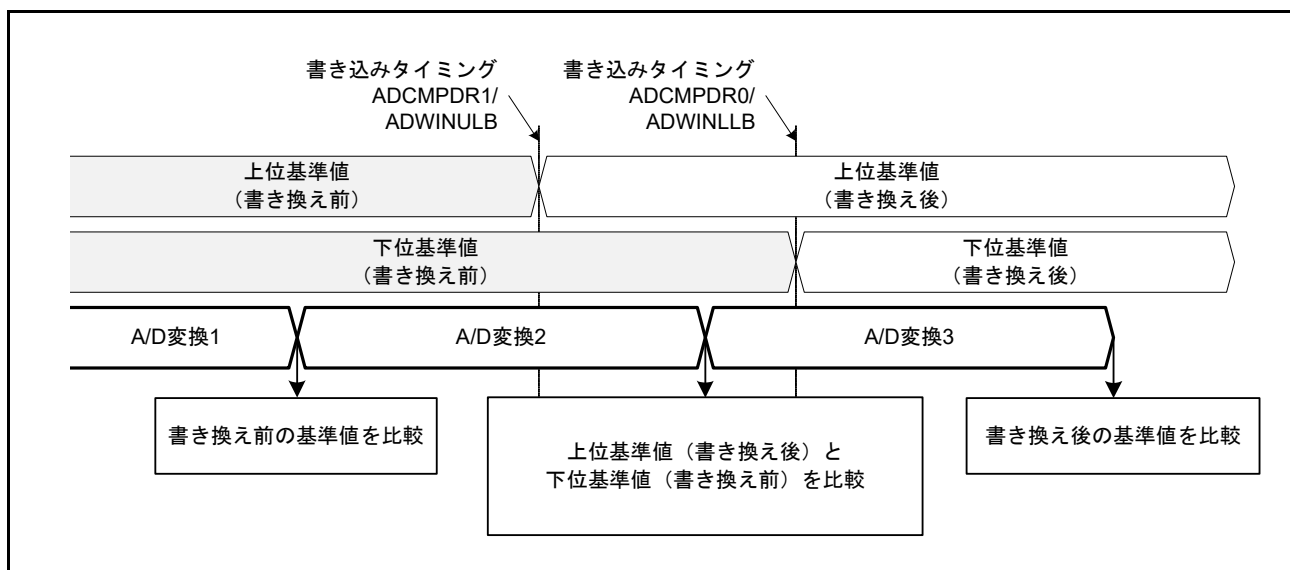 書き込みタイミング
ADCMPDR1/
ADWINULB
書き込みタイミング
ADCMPDR0/
ADWINLLB
上位基準値
（書き換え前）
上位基準値
（書き換え後）
下位基準値
（書き換え前）
下位基準値
（書き換え後）
A/D変換1
A/D変換2
A/D変換3
書き換え前の基準値を比較
上位基準値（書き換え後）と
下位基準値（書き換え前）を比較
書き換え後の基準値を比較